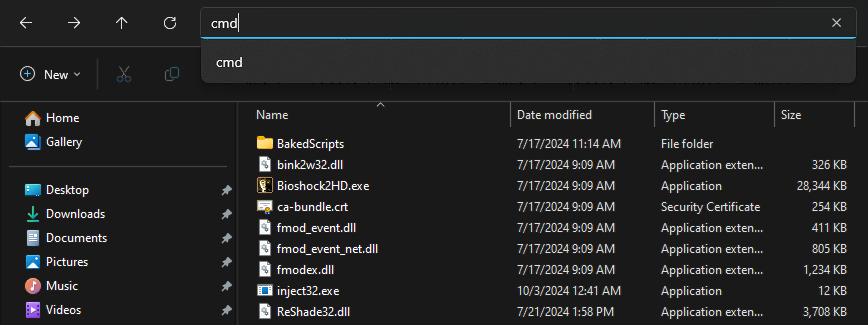 cmd
cmd
New
Name Date modified Type Size
Home
Gallery
Desktop
Downloads
Documents
Pictures
Music
Videos
BakedScripts 7/17/2024 11:14 AM File folder
bink2w32.dll 7/17/2024 9:09 AM Application exten... 326 KB
Bioshock2HD.exe 7/17/2024 9:09 AM Application 28,344 KB
ca-bundle.crt 7/17/2024 9:09 AM Security Certificate 254 KB
fmod_event.dll 7/17/2024 9:09 AM Application exten... 411 KB
fmod_event_net.dll 7/17/2024 9:09 AM Application exten... 805 KB
fmodex.dll 7/17/2024 9:09 AM Application exten... 1,234 KB
inject32.exe 10/3/2024 12:41 AM Application 12 KB
ReShade32.dll 7/21/2024 1:58 PM Application exten... 3,708 KB